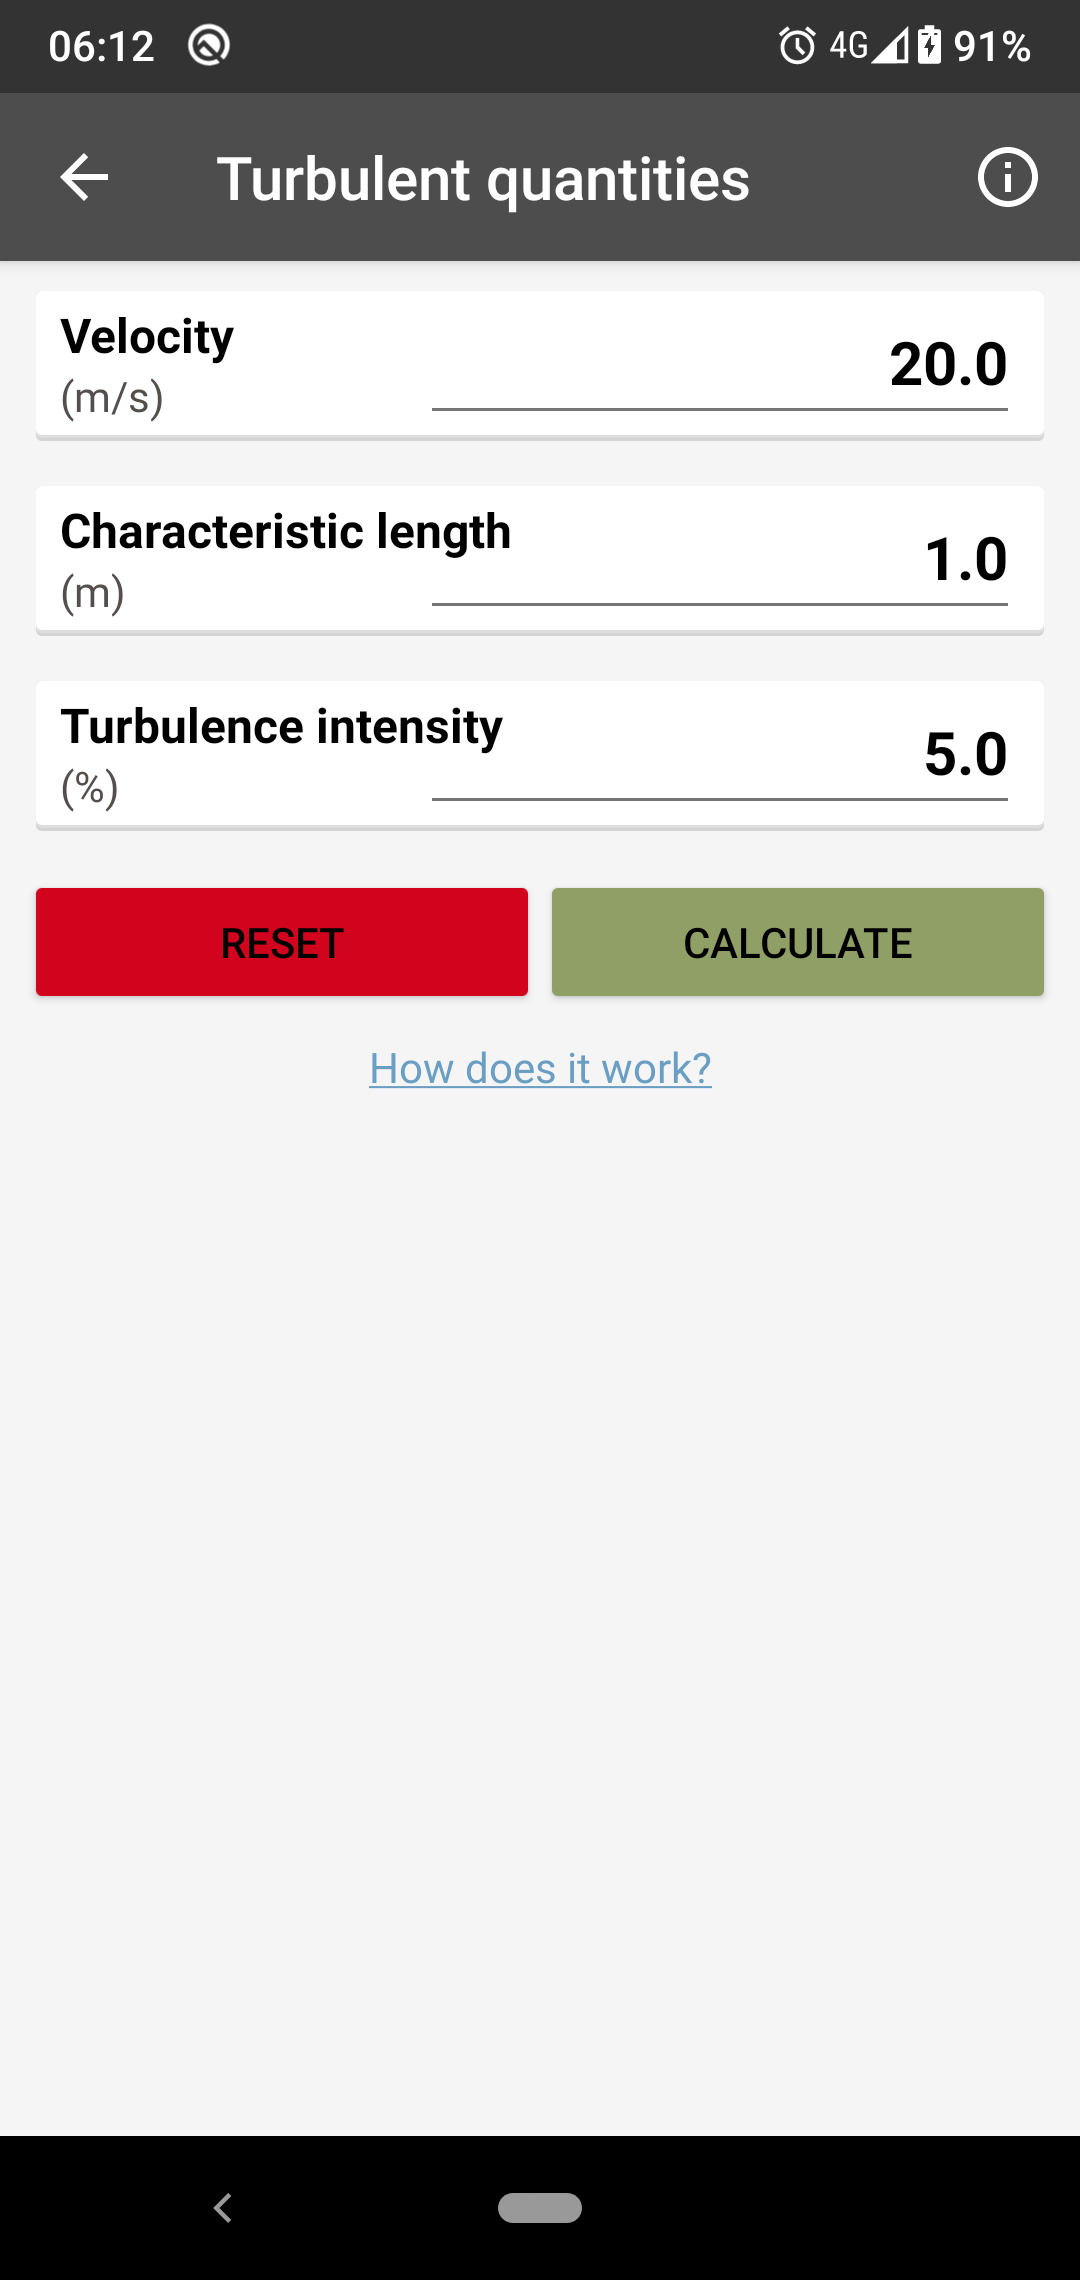 06:12 4G 91%
Turbulent quantities
Velocity
(m/s)
20.0
Characteristic length
(m)
1.0
Turbulence intensity
(%)
5.0
RESET CALCULATE
How does it work?